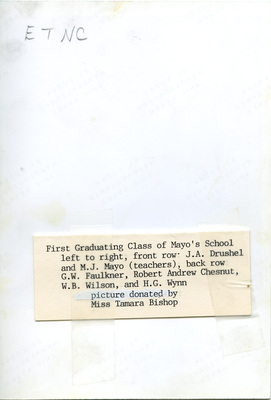 E T NC
First Graduating Class of Mayo's School
left to right, front row: J.A. Drushel
and M.J. Mayo (teachers), back row
G.W. Faulkner, Robert Andrew Chesnut,
W.B. Wilson, and H.G. Wynn
picture donated by
Miss Tamara Bishop